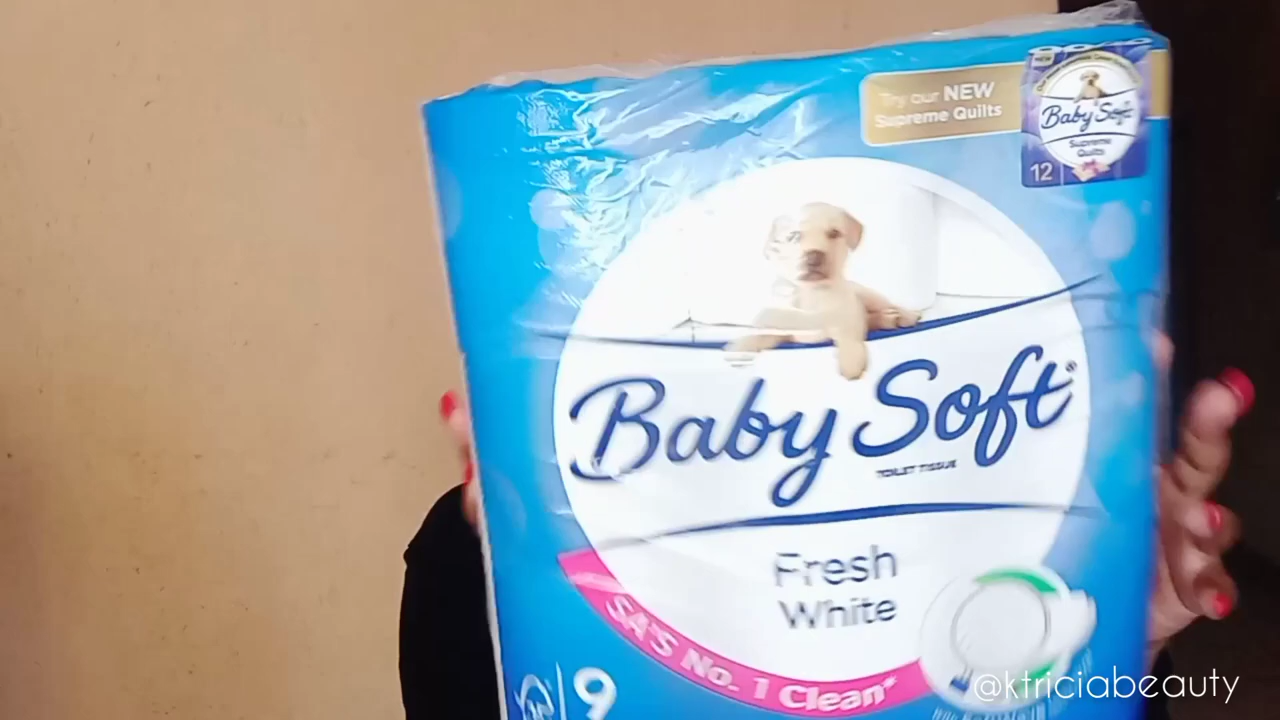 Try our NEW
Supreme Quilts
NEW
Baby Soft
Supreme
Quilts
12
Baby Soft®
TOILET TISSUE
Fresh
White
SA'S No. 1 Clean*
9
@ktriciabeauty